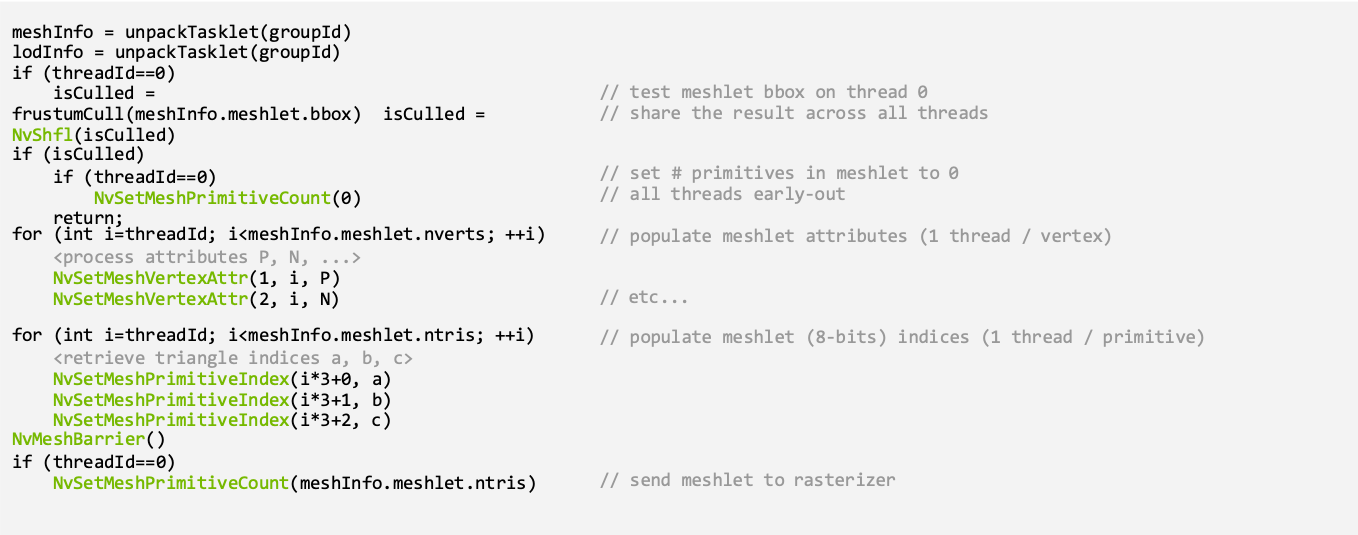 meshInfo = unpackTasklet(groupId)
lodInfo = unpackTasklet(groupId)
if (threadId==0)
    isCulled = // test meshlet bbox on thread 0
frustumCull(meshInfo.meshlet.bbox)  isCulled = // share the result across all threads
NvShfl(isCulled)
if (isCulled)
    if (threadId==0) // set # primitives in meshlet to 0
        NvSetMeshPrimitiveCount(0) // all threads early-out
    return;
for (int i=threadId; i<meshInfo.meshlet.nverts; ++i) // populate meshlet attributes (1 thread / vertex)
    <process attributes P, N, ...>
    NvSetMeshVertexAttr(1, i, P)
    NvSetMeshVertexAttr(2, i, N) // etc...
for (int i=threadId; i<meshInfo.meshlet.ntris; ++i) // populate meshlet (8-bits) indices (1 thread / primitive)
    <retrieve triangle indices a, b, c>
    NvSetMeshPrimitiveIndex(i*3+0, a)
    NvSetMeshPrimitiveIndex(i*3+1, b)
    NvSetMeshPrimitiveIndex(i*3+2, c)
NvMeshBarrier()
if (threadId==0)
    NvSetMeshPrimitiveCount(meshInfo.meshlet.ntris) // send meshlet to rasterizer